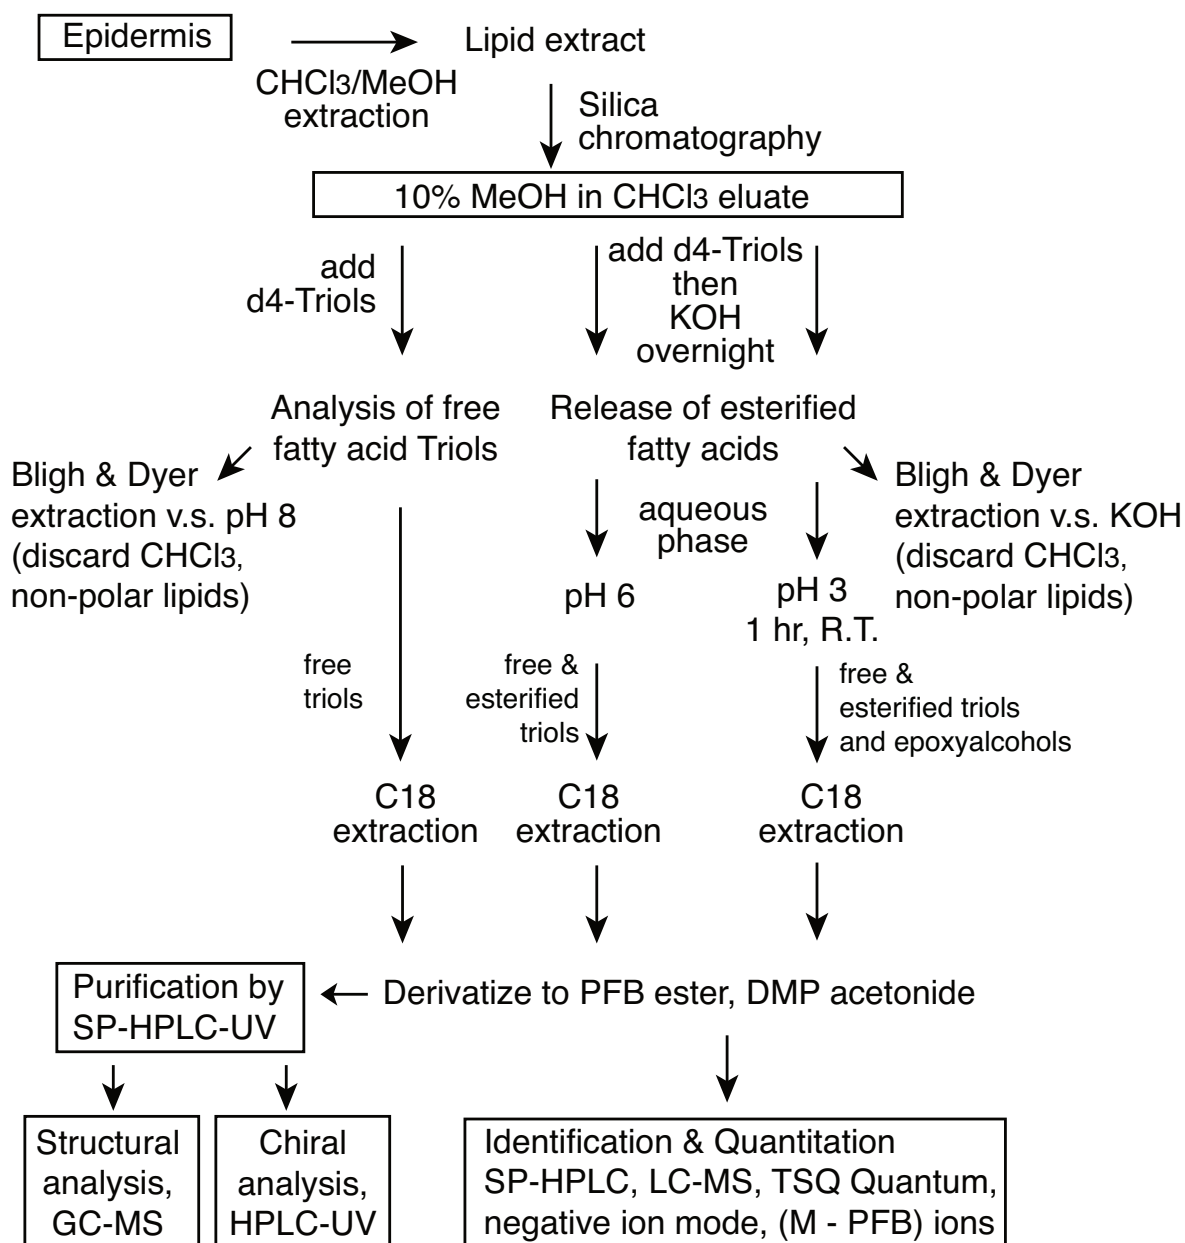 Epidermis
Lipid extract
CHCl3/MeOH
extraction
Silica
chromatography
10% MeOH in CHCl3 eluate
add
d4-Triols
add d4-Triols
then
KOH
overnight
Analysis of free
fatty acid Triols
Release of esterified
fatty acids
Bligh & Dyer
extraction v.s. pH 8
(discard CHCl3,
non-polar lipids)
aqueous
phase
Bligh & Dyer
extraction v.s. KOH
(discard CHCl3,
non-polar lipids)
pH 6
pH 3
1 hr, R.T.
free
triols
free &
esterified
triols
free &
esterified triols
and epoxyalcohols
C18
extraction
C18
extraction
C18
extraction
Purification by
SP-HPLC-UV
Derivatize to PFB ester, DMP acetonide
Structural
analysis,
GC-MS
Chiral
analysis,
HPLC-UV
Identification & Quantitation
SP-HPLC, LC-MS, TSQ Quantum,
negative ion mode, (M - PFB) ions